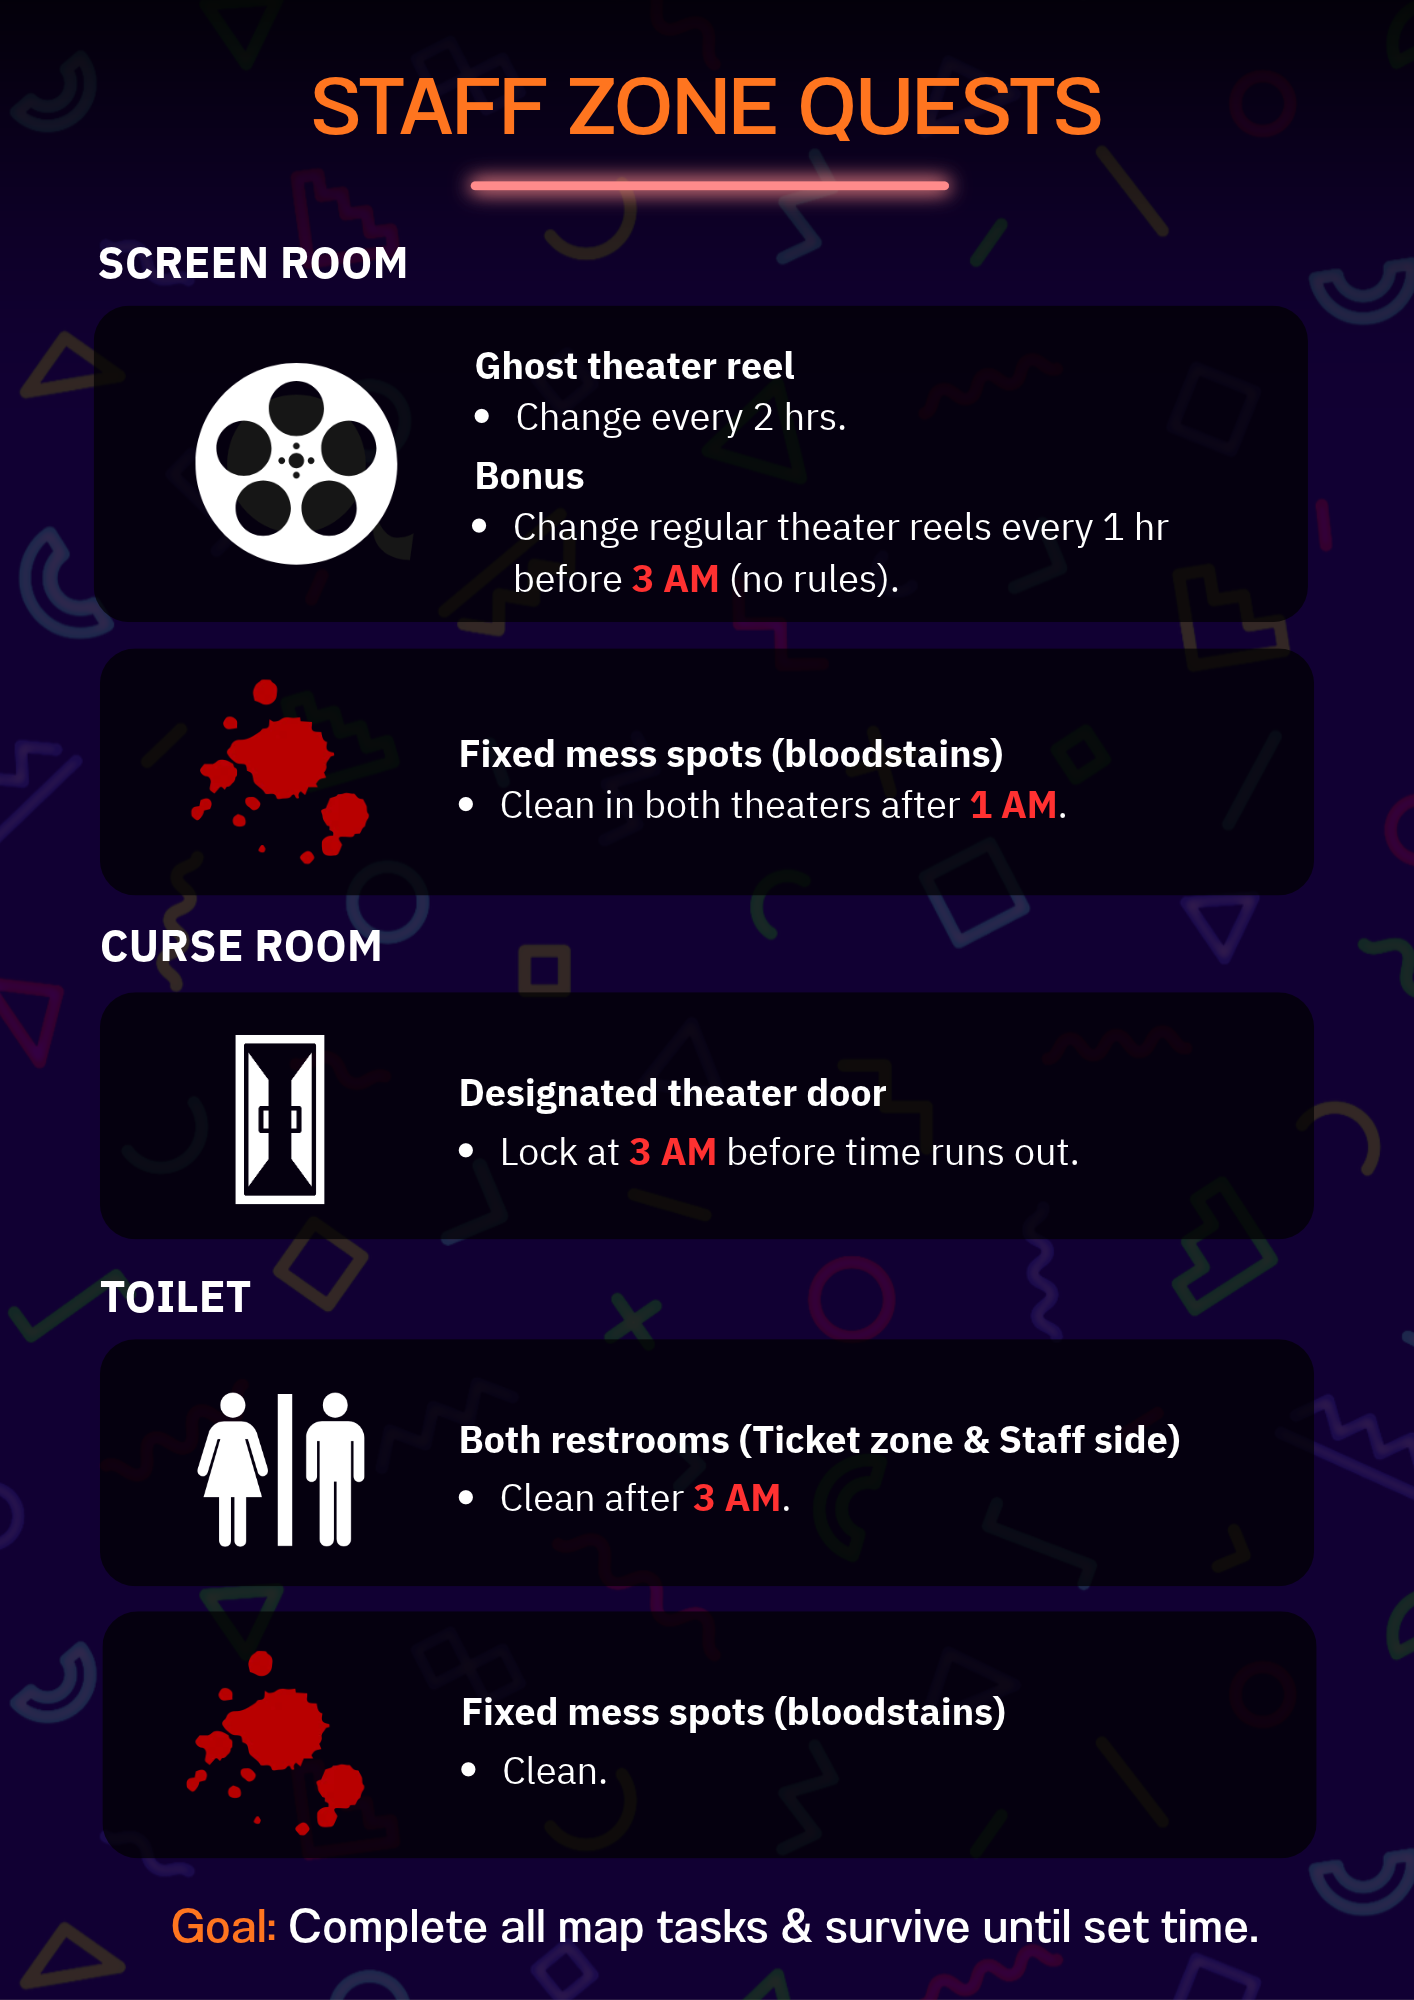 STAFF ZONE QUESTS
SCREEN ROOM
Ghost theater reel
• Change every 2 hrs.
Bonus
• Change regular theater reels every 1 hr
before 3 AM (no rules).
Fixed mess spots (bloodstains)
• Clean in both theaters after 1 AM.
CURSE ROOM
Designated theater door
• Lock at 3 AM before time runs out.
TOILET
Both restrooms (Ticket zone & Staff side)
• Clean after 3 AM.
Fixed mess spots (bloodstains)
• Clean.
Goal: Complete all map tasks & survive until set time.